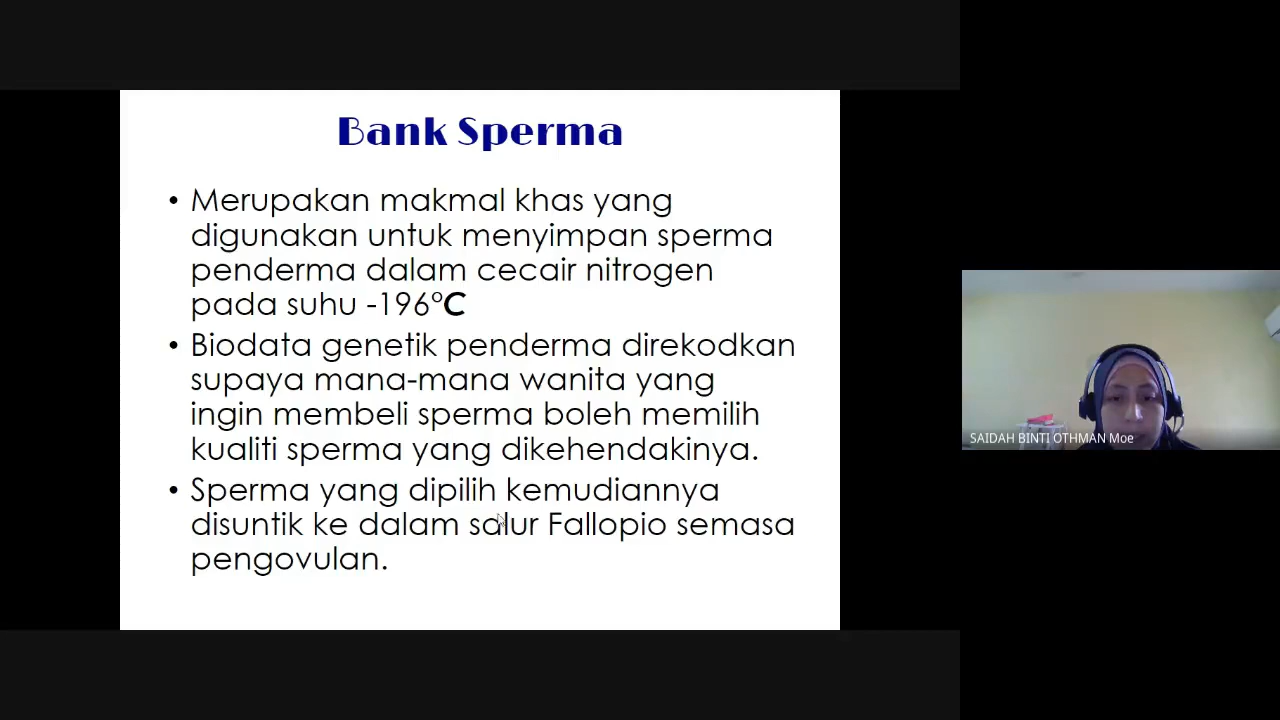 Bank Sperma
• Merupakan makmal khas yang
digunakan untuk menyimpan sperma
penderma dalam cecair nitrogen
pada suhu -196°C
• Biodata genetik penderma direkodkan
supaya mana-mana wanita yang
ingin membeli sperma boleh memilih
kualiti sperma yang dikehendakinya.
• Sperma yang dipilih kemudiannya
disuntik ke dalam salur Fallopio semasa
pengovulan.
SAIDAH BINTI OTHMAN Moe